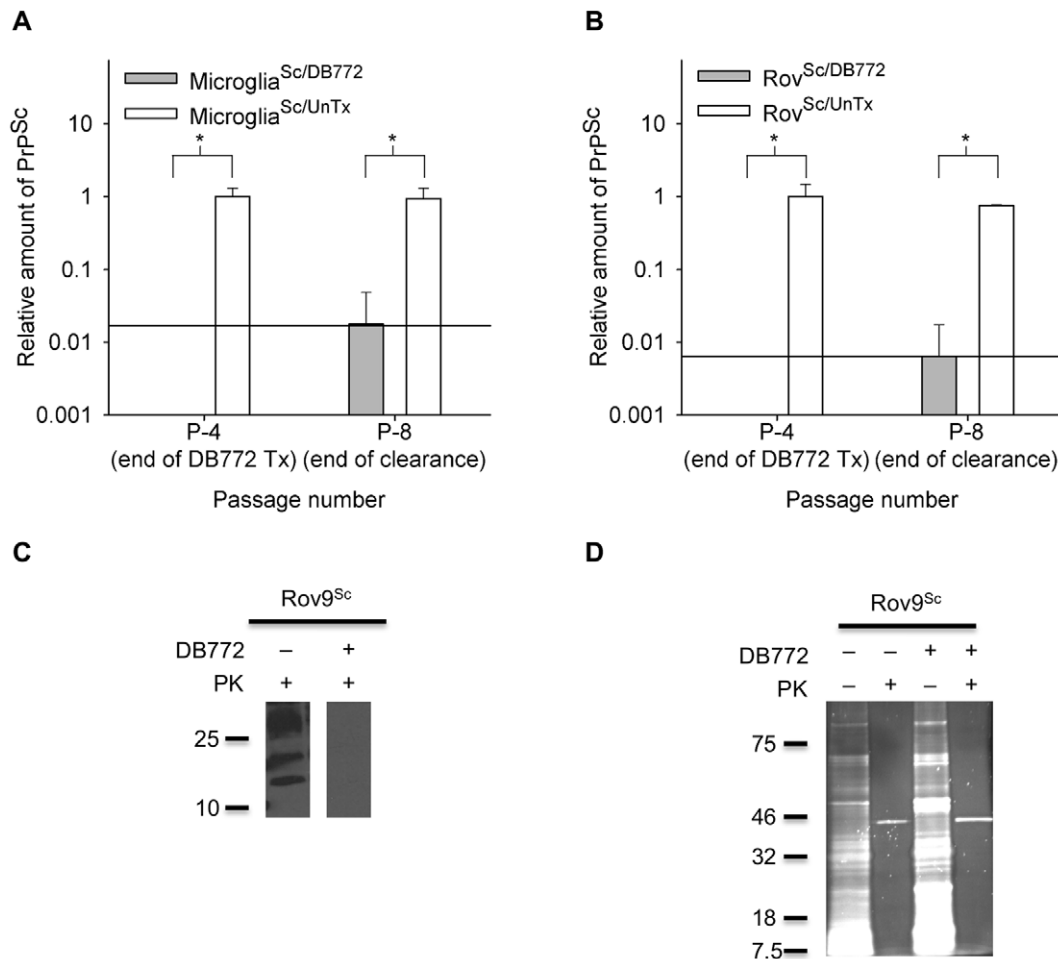 A
Microglia^Sc/DB772
Microglia^Sc/UnTx
Relative amount of PrP^Sc
10
1
0.1
0.01
0.001
*
*
P-4
P-8
(end of DB772 Tx)
(end of clearance)
Passage number
B
Rov^Sc/DB772
Rov^Sc/UnTx
Relative amount of PrP^Sc
10
1
0.1
0.01
0.001
*
*
P-4
P-8
(end of DB772 Tx)
(end of clearance)
Passage number
C
Rov9^Sc
DB772 – +
PK + +
25
10
D
Rov9^Sc
DB772 – – + +
PK – + – +
75
46
32
18
7.5